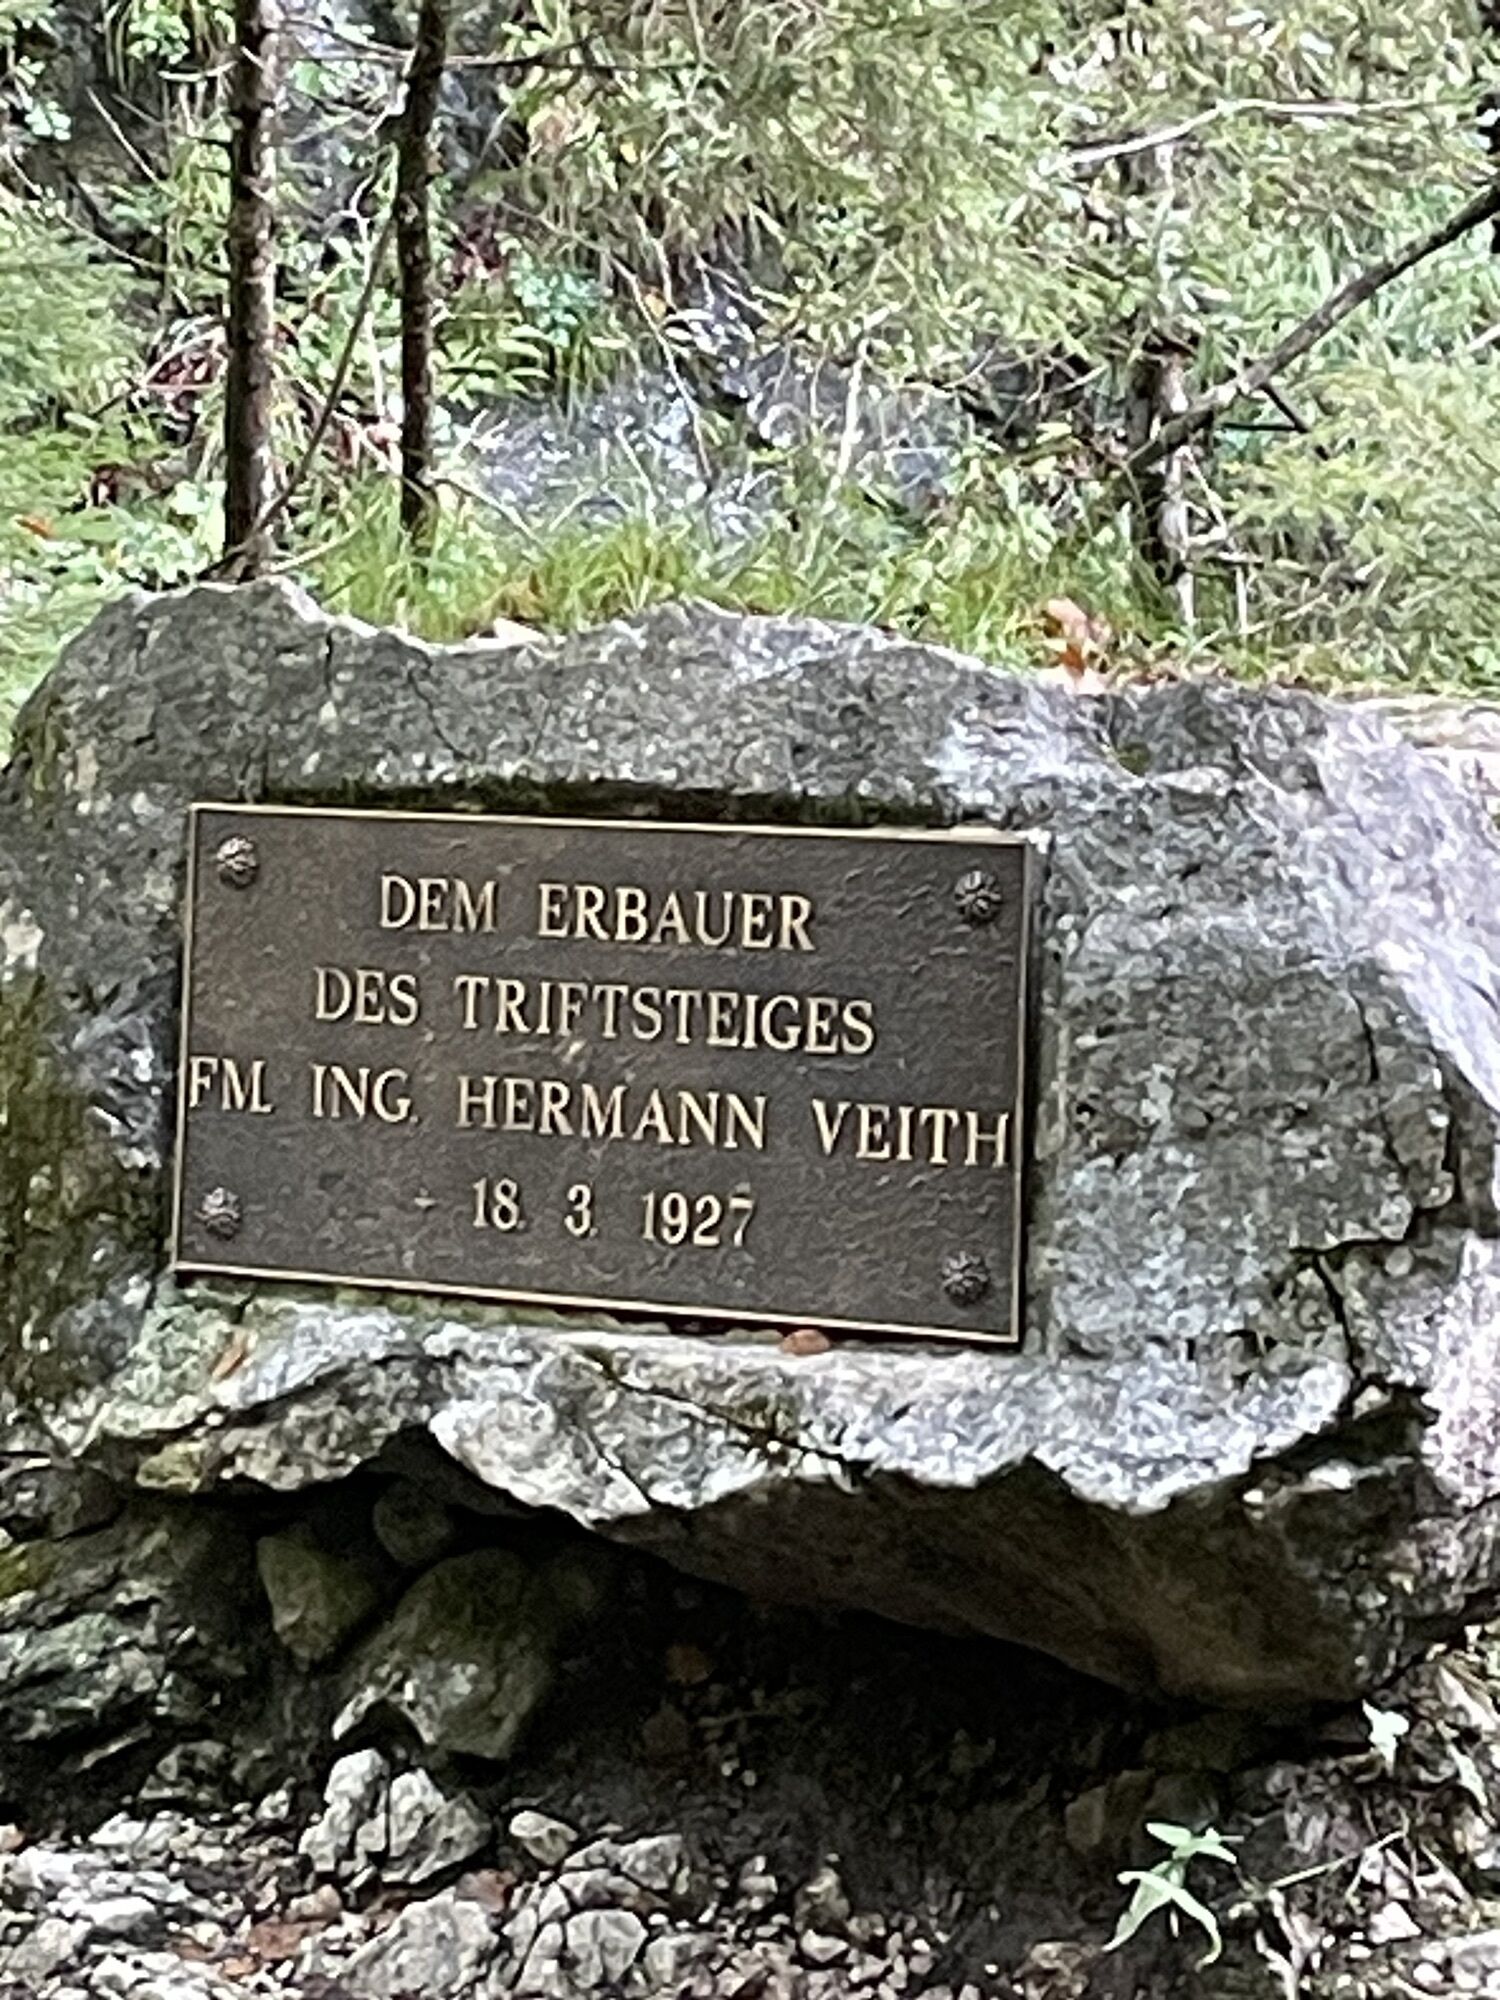 DEM ERBAUER
DES TRIFTSTEIGES
FM. ING. HERMANN VEITH
18. 3. 1927